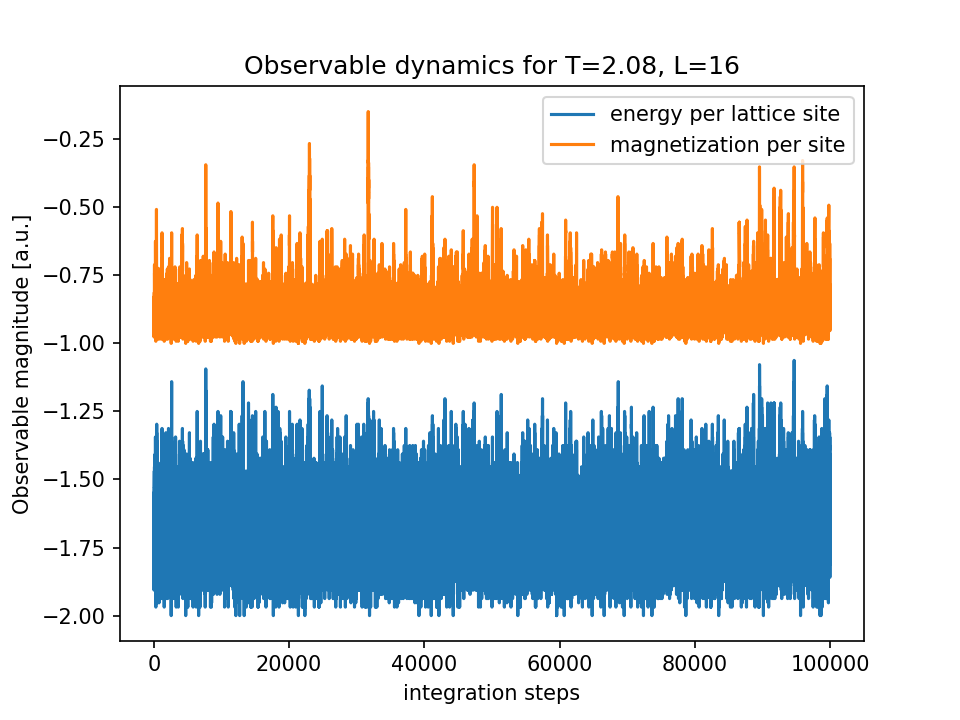 Observable dynamics for T=2.08, L=16
energy per lattice site
magnetization per site
Observable magnitude [a.u.]
−0.25
−0.50
−0.75
−1.00
−1.25
−1.50
−1.75
−2.00
0 20000 40000 60000 80000 100000
integration steps